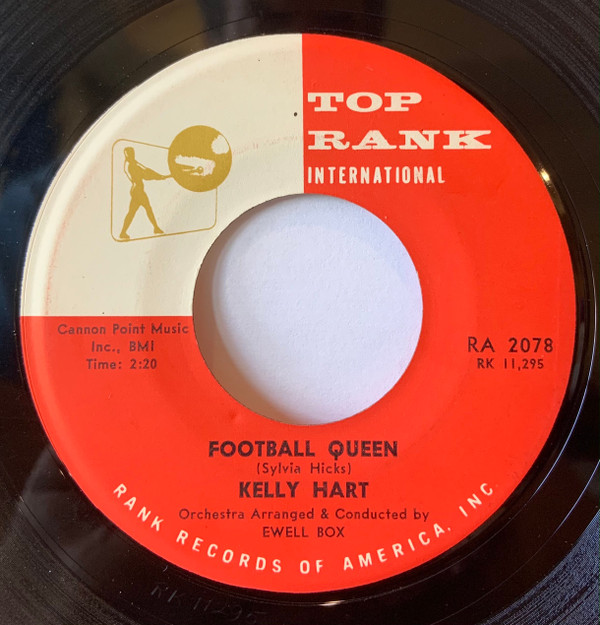 TOP
RANK
INTERNATIONAL
Cannon Point Music
Inc., BMI
Time: 2:20
RA 2078
RK 11,295
FOOTBALL QUEEN
(Sylvia Hicks)
KELLY HART
Orchestra Arranged & Conducted by
EWELL BOX
RANK RECORDS OF AMERICA, INC.